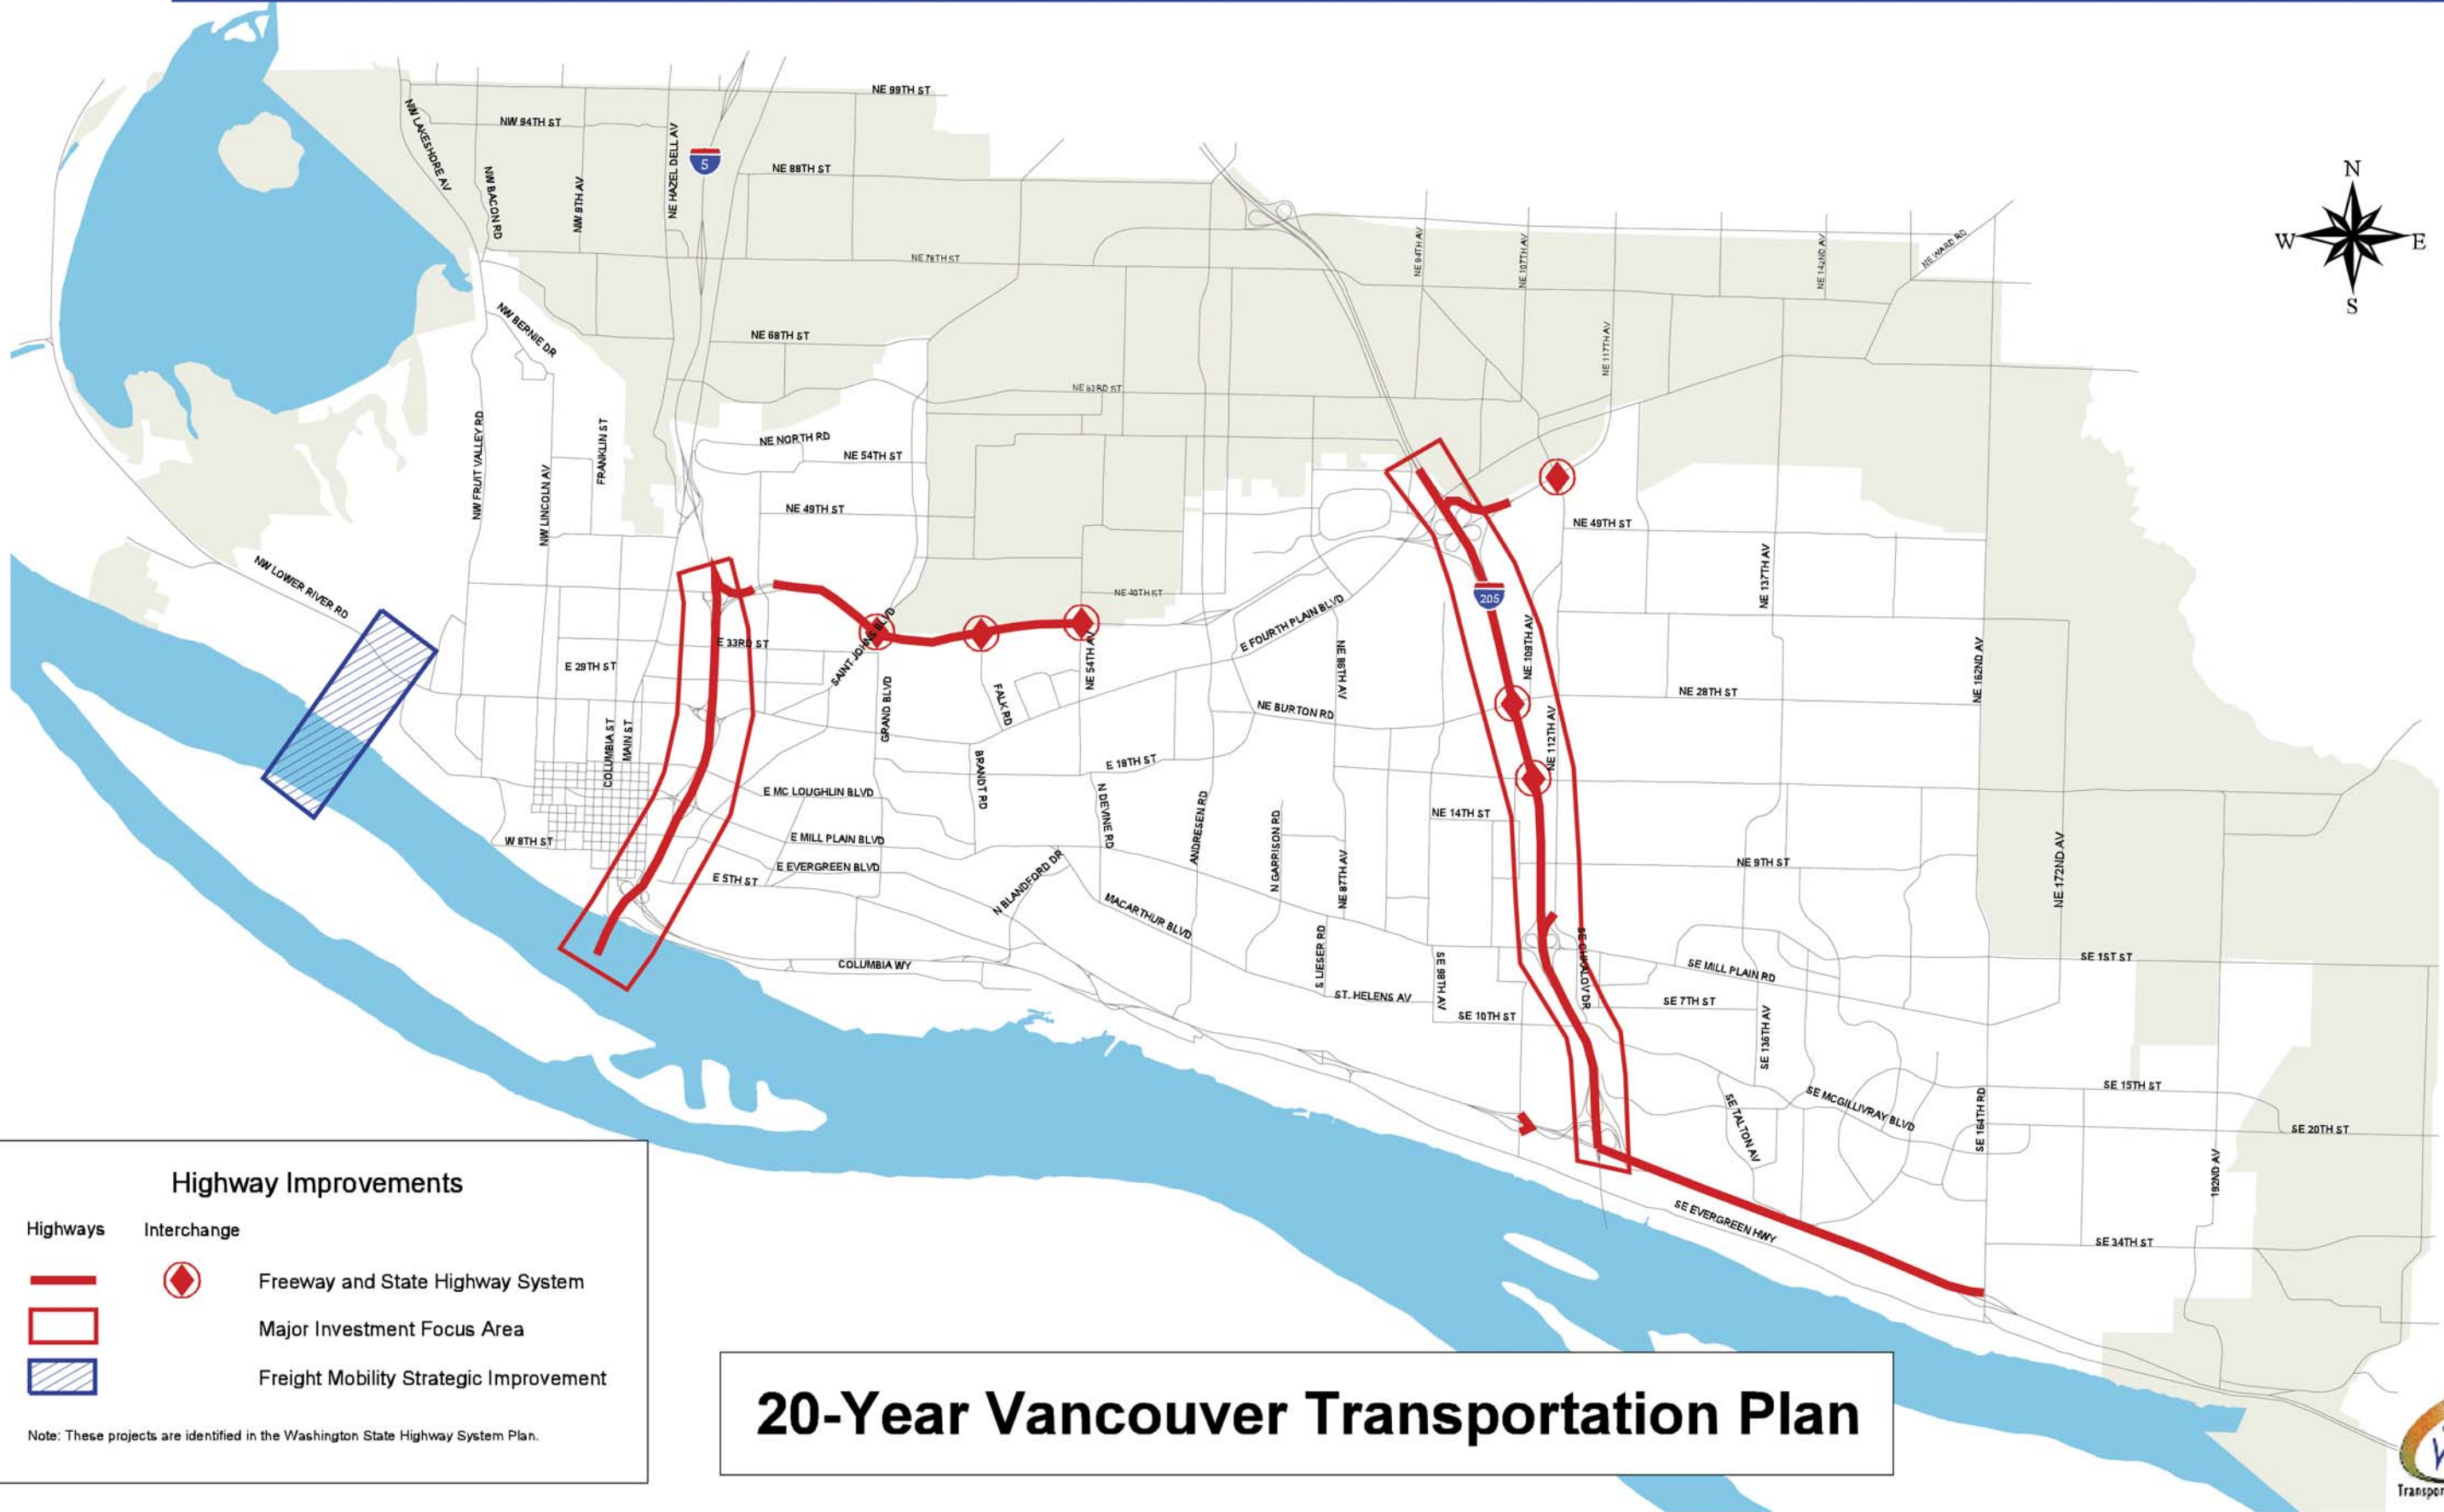 NE 99TH ST
NW 94TH ST
NW LAKESHORE AV
NW BACON RD
NW 9TH AV
NE HAZEL DELL AV
5
NE 88TH ST
NE 78TH ST
NE 94TH AV
NE 107TH AV
NE 142ND AV
NE WARD RD
N
W
E
S
NW BERNIE DR
NE 68TH ST
NE 117TH AV
NE 63RD ST
NW FRUIT VALLEY RD
NW LINCOLN AV
FRANKLIN ST
NE NORTH RD
NE 54TH ST
NE 49TH ST
NE 49TH ST
NW LOWER RIVER RD
NE 137TH AV
NE 40TH ST
E FOURTH PLAIN BLVD
205
E 33RD ST
SAINT JOHNS BLVD
NE 54TH AV
NE 86TH AV
NE 109TH AV
NE 162ND AV
E 29TH ST
GRAND BLVD
FALK RD
NE BURTON RD
NE 28TH ST
COLUMBIA ST
MAIN ST
NE 112TH AV
BRANDT RD
E 18TH ST
E MC LOUGHLIN BLVD
N DEVINE RD
ANDRESEN RD
N GARRISON RD
NE 14TH ST
W 8TH ST
E MILL PLAIN BLVD
E EVERGREEN BLVD
E 5TH ST
N BLANDFORD DR
NE 87TH AV
NE 9TH ST
NE 172ND AV
MACARTHUR BLVD
S LIESER RD
SE 98TH AV
SE CHKALOV DR
SE MILL PLAIN RD
SE 1ST ST
COLUMBIA WY
ST. HELENS AV
SE 7TH ST
SE 10TH ST
SE 136TH AV
SE TALTON AV
SE MCGILLIVRAY BLVD
SE 164TH RD
SE 15TH ST
SE 20TH ST
192ND AV
SE EVERGREEN HWY
SE 34TH ST
Highway Improvements
Highways Interchange
Freeway and State Highway System
Major Investment Focus Area
Freight Mobility Strategic Improvement
Note: These projects are identified in the Washington State Highway System Plan.
20-Year Vancouver Transportation Plan